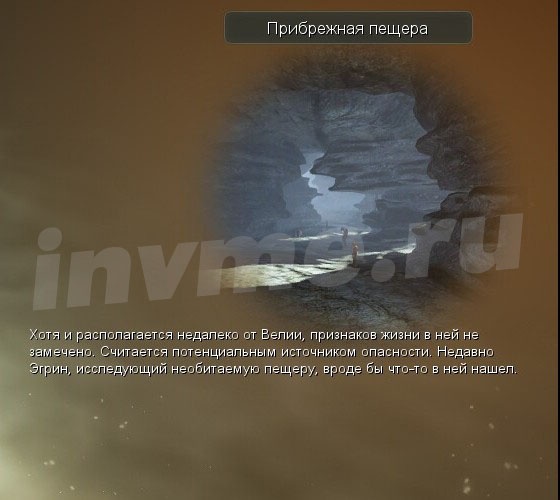 Прибрежная пещера
invme.ru
Хотя и располагается недалеко от Велии, признаков жизни в ней не
замечено. Считается потенциальным источником опасности. Недавно
Эгрин, исследующий необитаемую пещеру, вроде бы что-то в ней нашел.